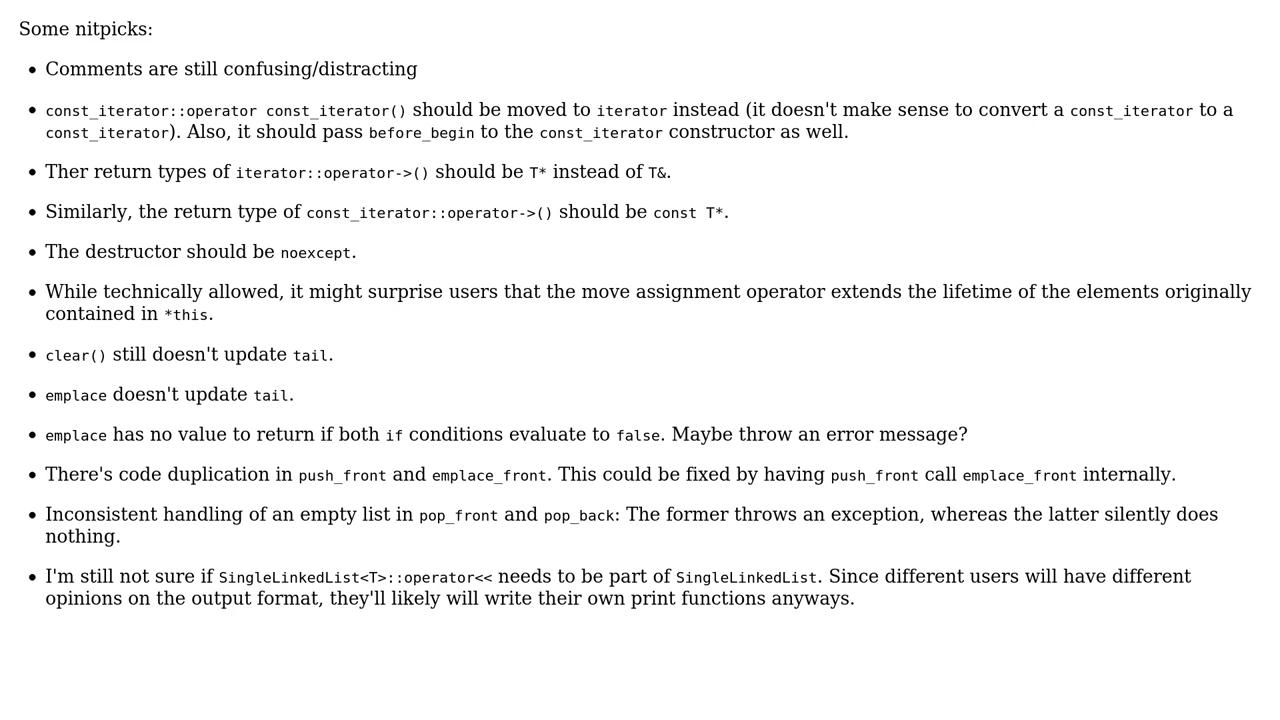 Some nitpicks:
• Comments are still confusing/distracting
• const_iterator::operator const_iterator() should be moved to iterator instead (it doesn't make sense to convert a const_iterator to a
const_iterator). Also, it should pass before_begin to the const_iterator constructor as well.
• Ther return types of iterator::operator->() should be T* instead of T&.
• Similarly, the return type of const_iterator::operator->() should be const T*.
• The destructor should be noexcept.
• While technically allowed, it might surprise users that the move assignment operator extends the lifetime of the elements originally
contained in *this.
• clear() still doesn't update tail.
• emplace doesn't update tail.
• emplace has no value to return if both if conditions evaluate to false. Maybe throw an error message?
• There's code duplication in push_front and emplace_front. This could be fixed by having push_front call emplace_front internally.
• Inconsistent handling of an empty list in pop_front and pop_back: The former throws an exception, whereas the latter silently does
nothing.
• I'm still not sure if SingleLinkedList<T>::operator<< needs to be part of SingleLinkedList. Since different users will have different
opinions on the output format, they'll likely will write their own print functions anyways.